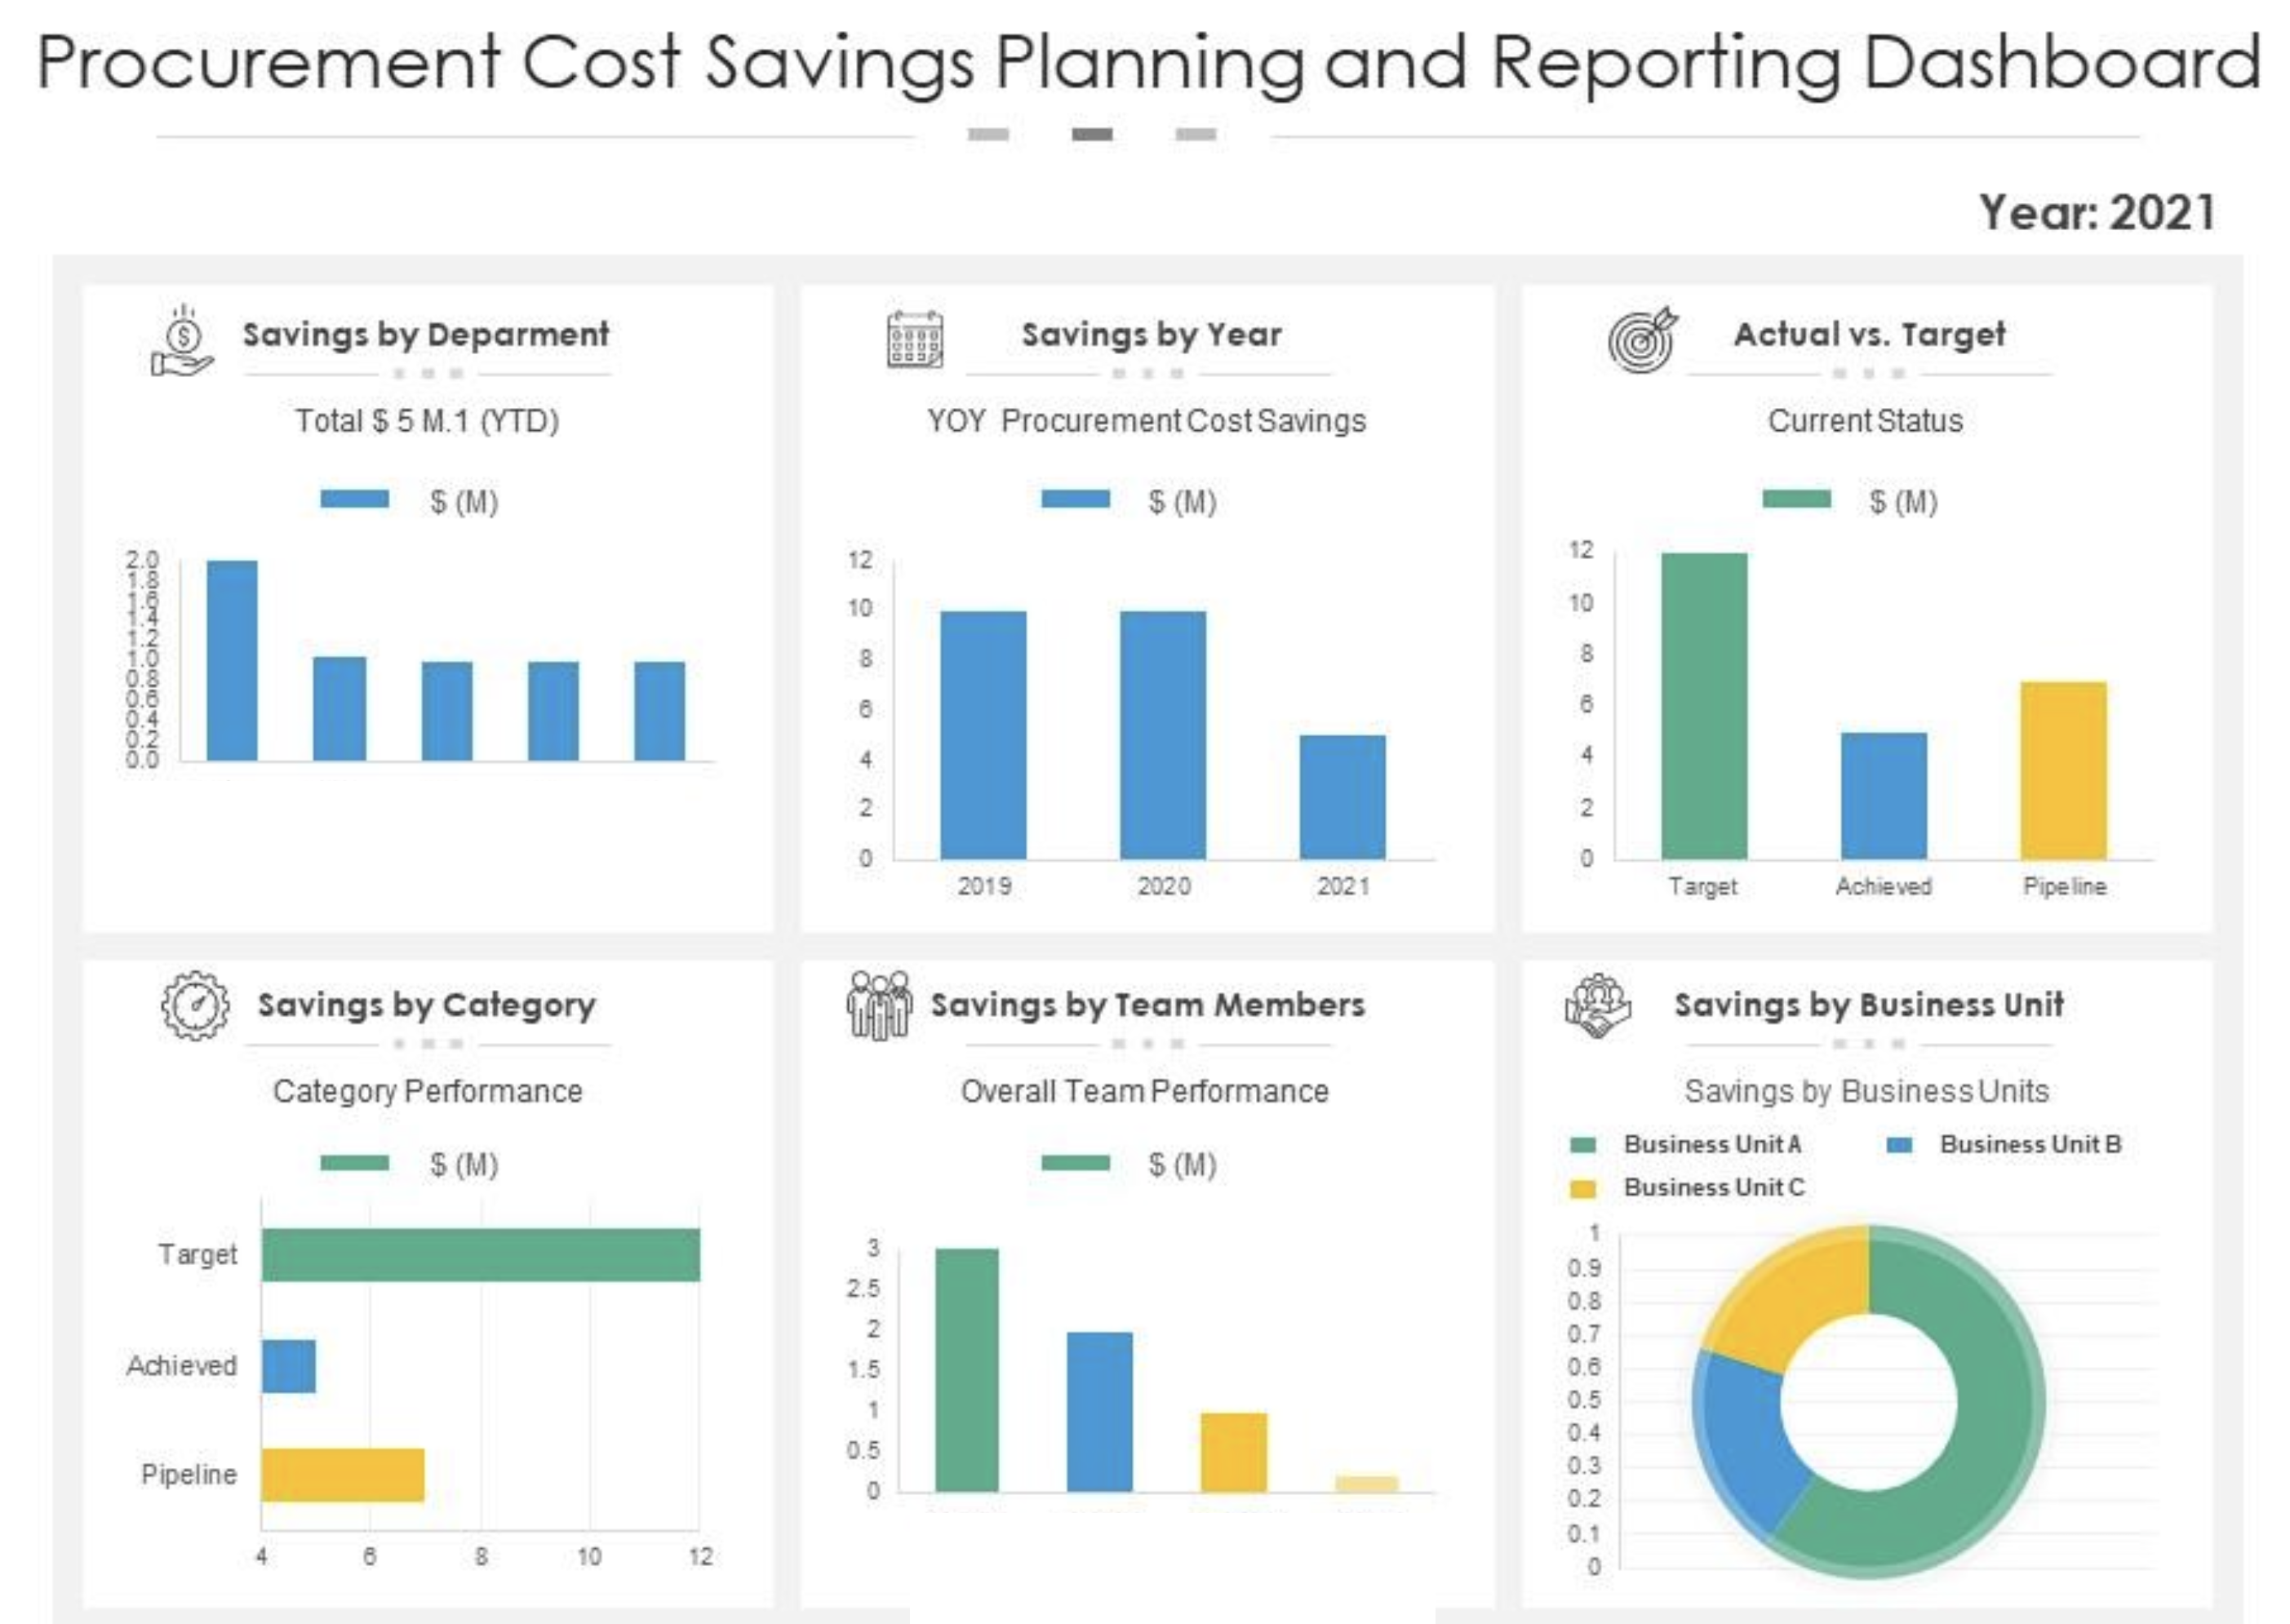 Procurement Cost Savings Planning and Reporting Dashboard
Year: 2021
Savings by Deparment
Total $ 5 M.1 (YTD)
$ (M)
2.0
1.8
1.6
1.4
1.2
1.0
0.8
0.6
0.4
0.2
0.0
Savings by Year
YOY Procurement Cost Savings
$ (M)
12
10
8
6
4
2
0
2019 2020 2021
Actual vs. Target
Current Status
$ (M)
12
10
8
6
4
2
0
Target Achieved Pipeline
Savings by Category
Category Performance
$ (M)
Target
Achieved
Pipeline
4 6 8 10 12
Savings by Team Members
Overall Team Performance
$ (M)
3
2.5
2
1.5
1
0.5
0
Savings by Business Unit
Savings by Business Units
Business Unit A Business Unit B
Business Unit C
1
0.9
0.8
0.7
0.6
0.5
0.4
0.3
0.2
0.1
0